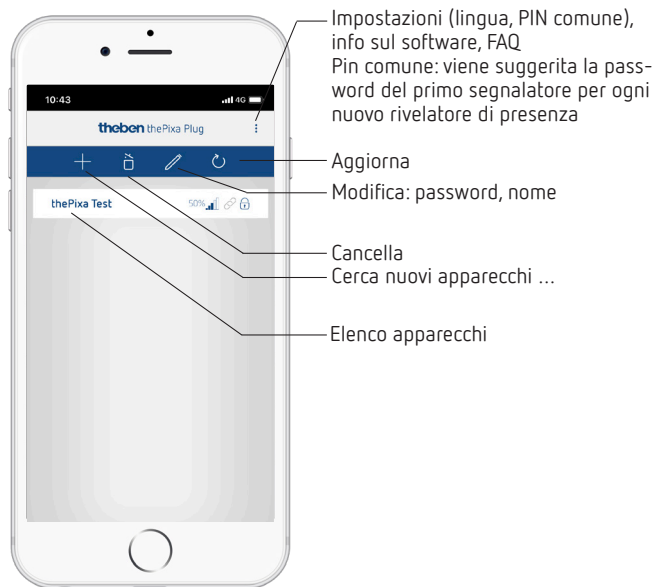 Impostazioni (lingua, PIN comune),
info sul software, FAQ
Pin comune: viene suggerita la pass-
word del primo segnalatore per ogni
nuovo rivelatore di presenza
10:43
4G
theben thePixa Plug
Aggiorna
Modifica: password, nome
thePixa Test
50%
Cancella
Cerca nuovi apparecchi ...
Elenco apparecchi